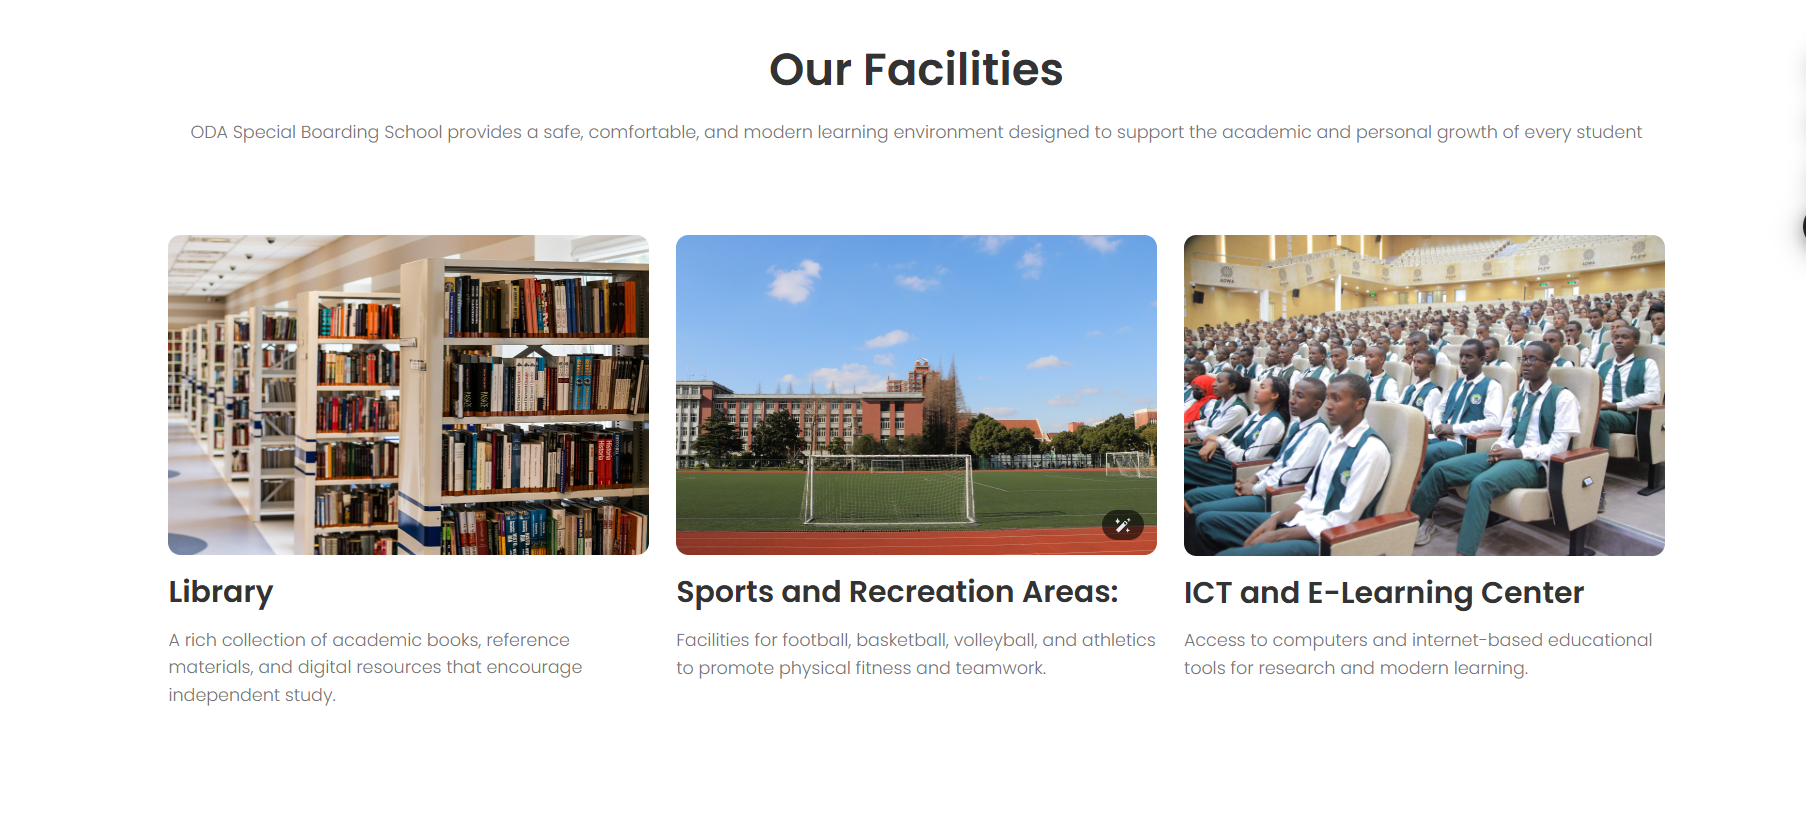 Our Facilities
ODA Special Boarding School provides a safe, comfortable, and modern learning environment designed to support the academic and personal growth of every student
Library
A rich collection of academic books, reference
materials, and digital resources that encourage
independent study.
Sports and Recreation Areas:
Facilities for football, basketball, volleyball, and athletics
to promote physical fitness and teamwork.
ICT and E-Learning Center
Access to computers and internet-based educational
tools for research and modern learning.